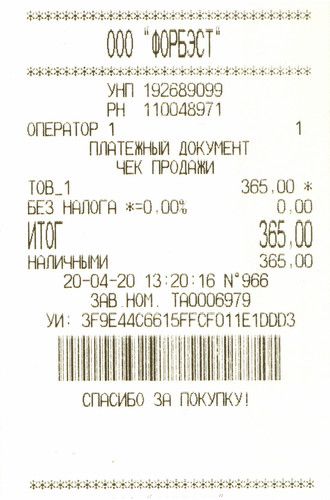 ************************************
ООО "ФОРБЭСТ"
************************************
УНП 192689099
РН 110048971
ОПЕРАТОР 1 1
ПЛАТЕЖНЫЙ ДОКУМЕНТ
ЧЕК ПРОДАЖИ
ТОВ_1 365,00 *
БЕЗ НАЛОГА *=0,00% 0,00
ИТОГ 365,00
НАЛИЧНЫМИ 365,00
20-04-20 13:20:16 N°966
ЗАВ.НОМ. ТА0006979
УИ: 3F9E44C6615FFCF011E1DDD3
СПАСИБО ЗА ПОКУПКУ!
************************************